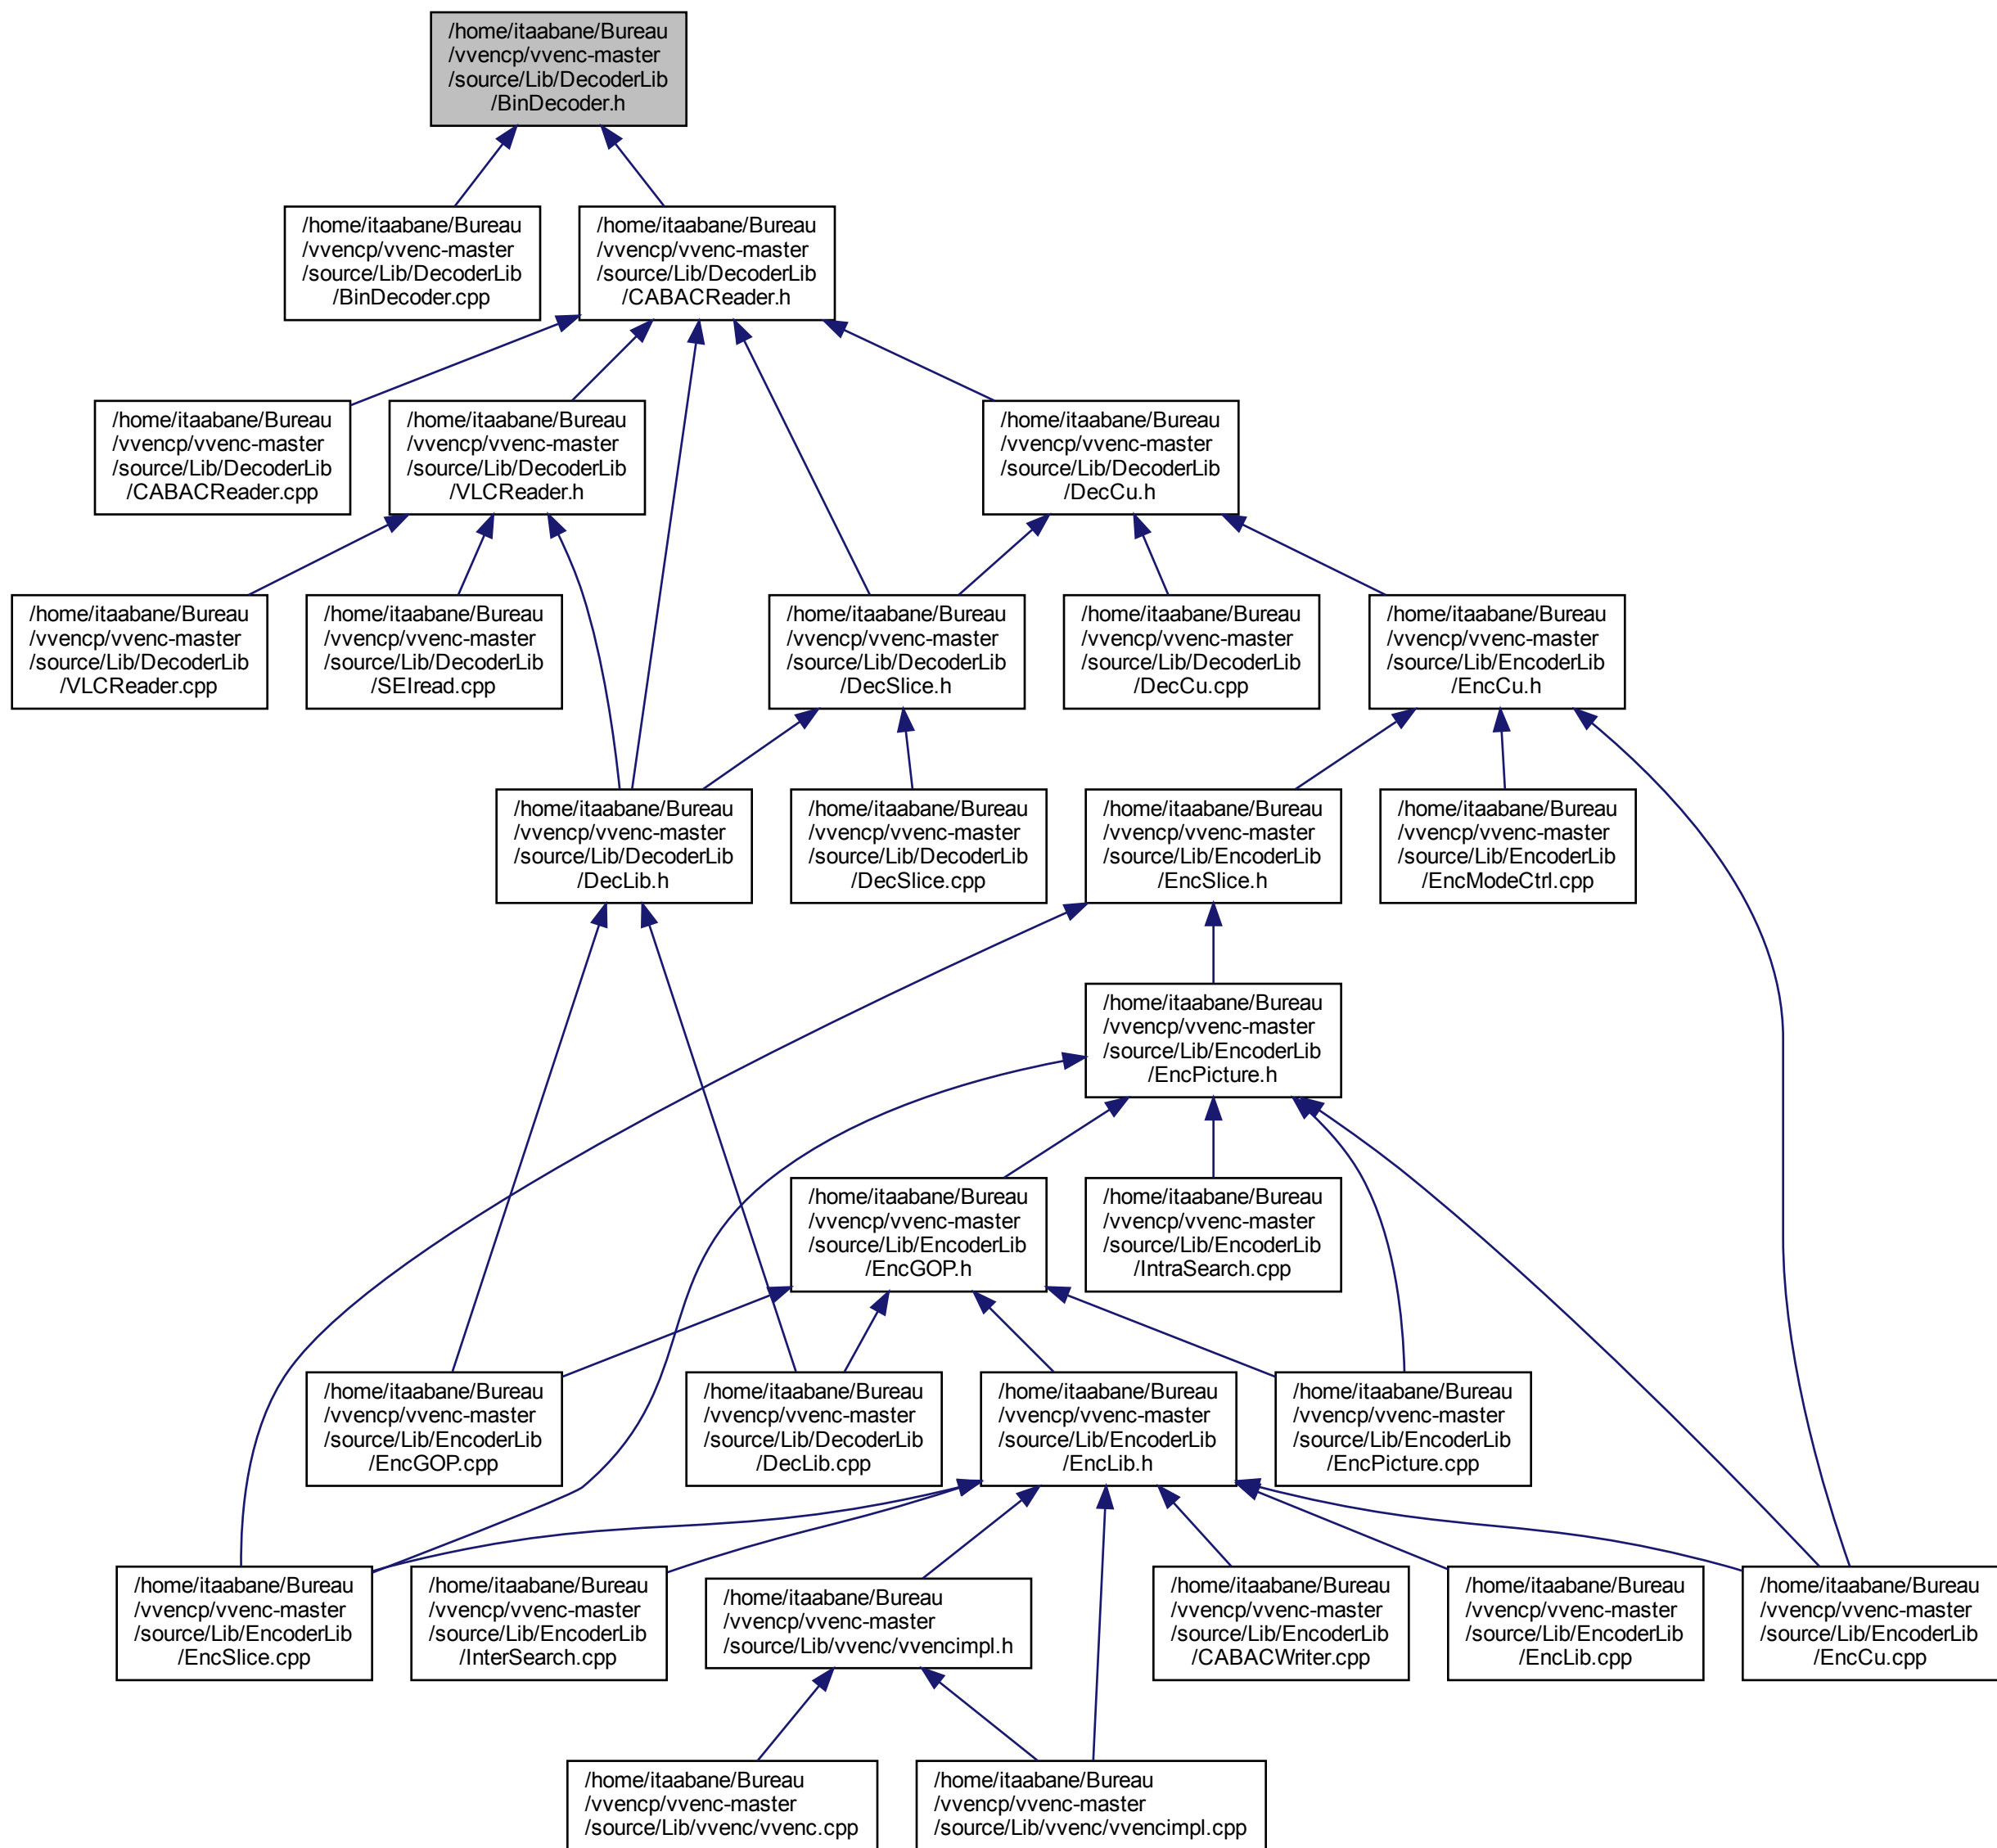 /home/itaabane/Bureau
/vvencp/vvenc-master
/source/Lib/DecoderLib
/BinDecoder.h
/home/itaabane/Bureau
/vvencp/vvenc-master
/source/Lib/DecoderLib
/BinDecoder.cpp
/home/itaabane/Bureau
/vvencp/vvenc-master
/source/Lib/DecoderLib
/CABACReader.h
/home/itaabane/Bureau
/vvencp/vvenc-master
/source/Lib/DecoderLib
/CABACReader.cpp
/home/itaabane/Bureau
/vvencp/vvenc-master
/source/Lib/DecoderLib
/VLCReader.h
/home/itaabane/Bureau
/vvencp/vvenc-master
/source/Lib/DecoderLib
/DecCu.h
/home/itaabane/Bureau
/vvencp/vvenc-master
/source/Lib/DecoderLib
/VLCReader.cpp
/home/itaabane/Bureau
/vvencp/vvenc-master
/source/Lib/DecoderLib
/SEIread.cpp
/home/itaabane/Bureau
/vvencp/vvenc-master
/source/Lib/DecoderLib
/DecSlice.h
/home/itaabane/Bureau
/vvencp/vvenc-master
/source/Lib/DecoderLib
/DecCu.cpp
/home/itaabane/Bureau
/vvencp/vvenc-master
/source/Lib/EncoderLib
/EncCu.h
/home/itaabane/Bureau
/vvencp/vvenc-master
/source/Lib/DecoderLib
/DecLib.h
/home/itaabane/Bureau
/vvencp/vvenc-master
/source/Lib/DecoderLib
/DecSlice.cpp
/home/itaabane/Bureau
/vvencp/vvenc-master
/source/Lib/EncoderLib
/EncSlice.h
/home/itaabane/Bureau
/vvencp/vvenc-master
/source/Lib/EncoderLib
/EncModeCtrl.cpp
/home/itaabane/Bureau
/vvencp/vvenc-master
/source/Lib/EncoderLib
/EncPicture.h
/home/itaabane/Bureau
/vvencp/vvenc-master
/source/Lib/EncoderLib
/EncGOP.h
/home/itaabane/Bureau
/vvencp/vvenc-master
/source/Lib/EncoderLib
/IntraSearch.cpp
/home/itaabane/Bureau
/vvencp/vvenc-master
/source/Lib/EncoderLib
/EncGOP.cpp
/home/itaabane/Bureau
/vvencp/vvenc-master
/source/Lib/DecoderLib
/DecLib.cpp
/home/itaabane/Bureau
/vvencp/vvenc-master
/source/Lib/EncoderLib
/EncLib.h
/home/itaabane/Bureau
/vvencp/vvenc-master
/source/Lib/EncoderLib
/EncPicture.cpp
/home/itaabane/Bureau
/vvencp/vvenc-master
/source/Lib/EncoderLib
/EncSlice.cpp
/home/itaabane/Bureau
/vvencp/vvenc-master
/source/Lib/EncoderLib
/InterSearch.cpp
/home/itaabane/Bureau
/vvencp/vvenc-master
/source/Lib/vvenc/vvencimpl.h
/home/itaabane/Bureau
/vvencp/vvenc-master
/source/Lib/EncoderLib
/CABACWriter.cpp
/home/itaabane/Bureau
/vvencp/vvenc-master
/source/Lib/EncoderLib
/EncLib.cpp
/home/itaabane/Bureau
/vvencp/vvenc-master
/source/Lib/EncoderLib
/EncCu.cpp
/home/itaabane/Bureau
/vvencp/vvenc-master
/source/Lib/vvenc/vvenc.cpp
/home/itaabane/Bureau
/vvencp/vvenc-master
/source/Lib/vvenc/vvencimpl.cpp